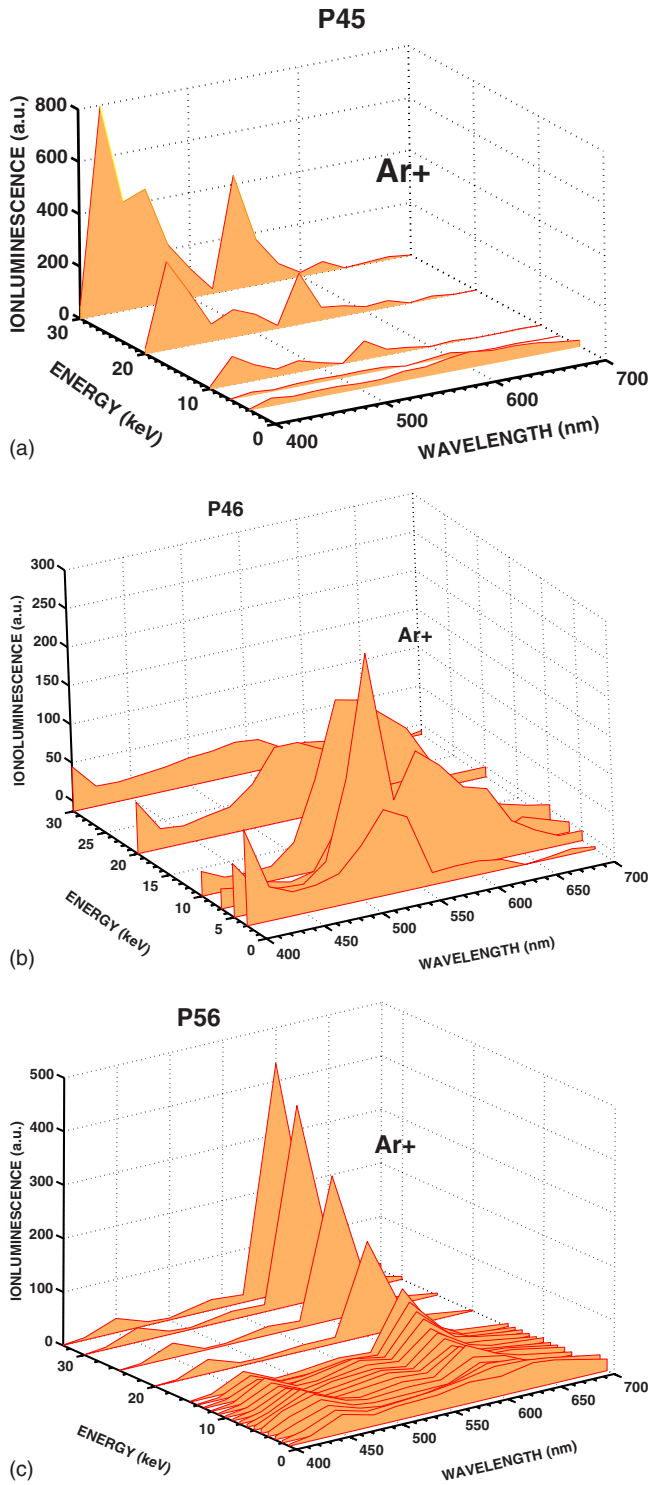 P45
IONLUMINESCENCE (a.u.)
800
600
400
200
0
Ar+
30
20
10
0
ENERGY (keV)
400
500
600
700
WAVELENGTH (nm)
(a)
P46
IONOLUMINESCENCE (a.u.)
300
250
200
150
100
50
0
Ar+
30
25
20
15
10
5
0
ENERGY (keV)
400
450
500
550
600
650
700
WAVELENGTH (nm)
(b)
P56
IONLUMINESCENCE (a.u.)
500
400
300
200
100
0
Ar+
30
20
10
0
ENERGY (keV)
400
450
500
550
600
650
700
WAVELENGTH (nm)
(c)